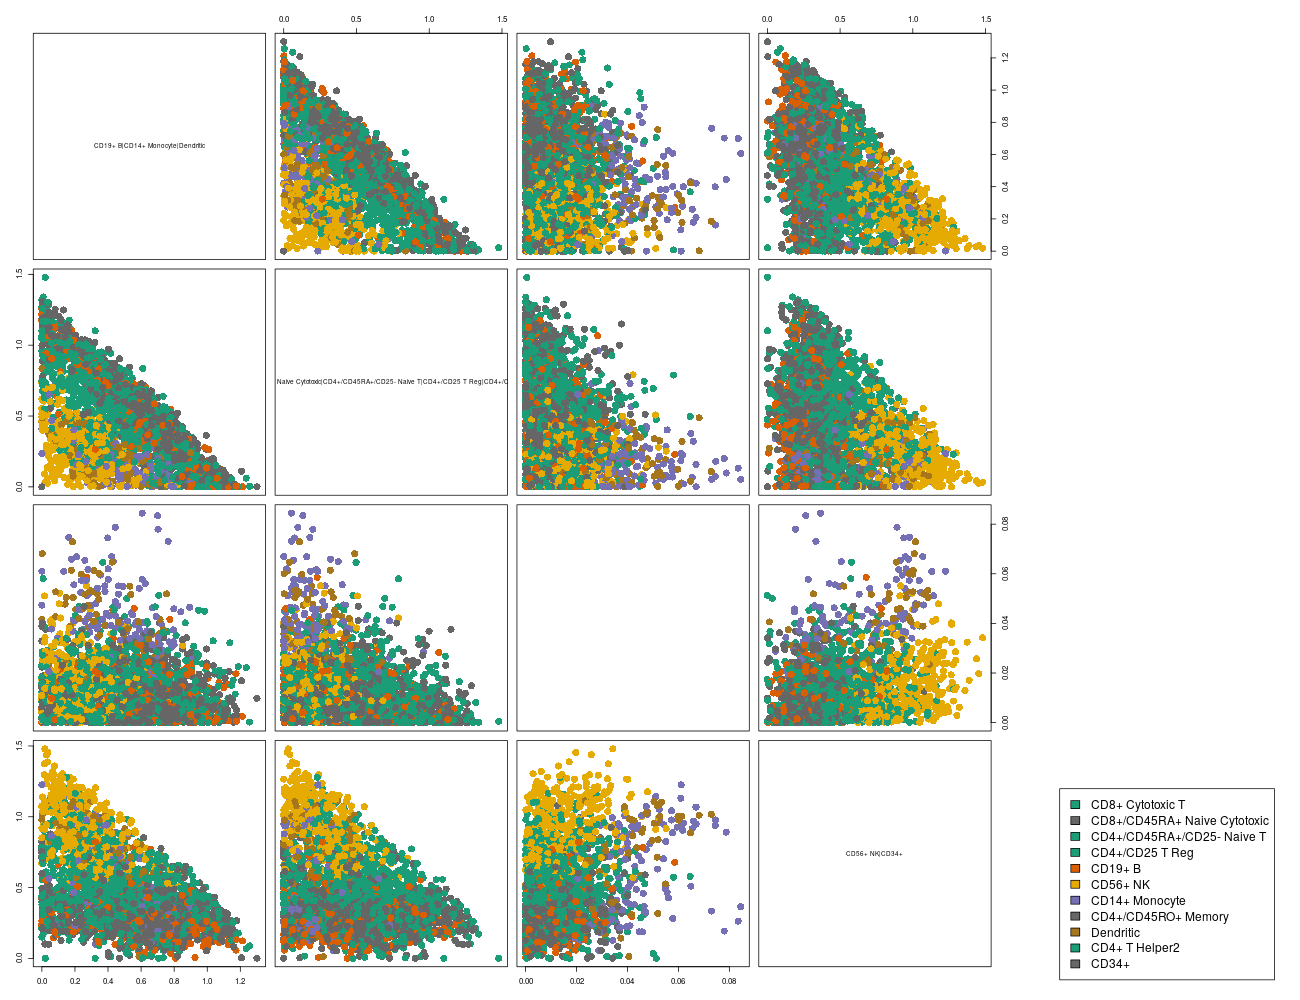 0.0 0.5 1.0 1.5 0.0 0.5 1.0 1.5
CD19+ B|CD14+ Monocyte|Dendritic
0.0 0.2 0.4 0.6 0.8 1.0 1.2
0.0 0.5 1.0 1.5
Naive Cytotoxic|CD4+/CD45RA+/CD25- Naive T|CD4+/CD25 T Reg|CD4+/C
0.00 0.02 0.04 0.06 0.08
0.0 0.5 1.0 1.5
CD56+ NK|CD34+
0.0 0.2 0.4 0.6 0.8 1.0 1.2 0.00 0.02 0.04 0.06 0.08
CD8+ Cytotoxic T
CD8+/CD45RA+ Naive Cytotoxic
CD4+/CD45RA+/CD25- Naive T
CD4+/CD25 T Reg
CD19+ B
CD56+ NK
CD14+ Monocyte
CD4+/CD45RO+ Memory
Dendritic
CD4+ T Helper2
CD34+